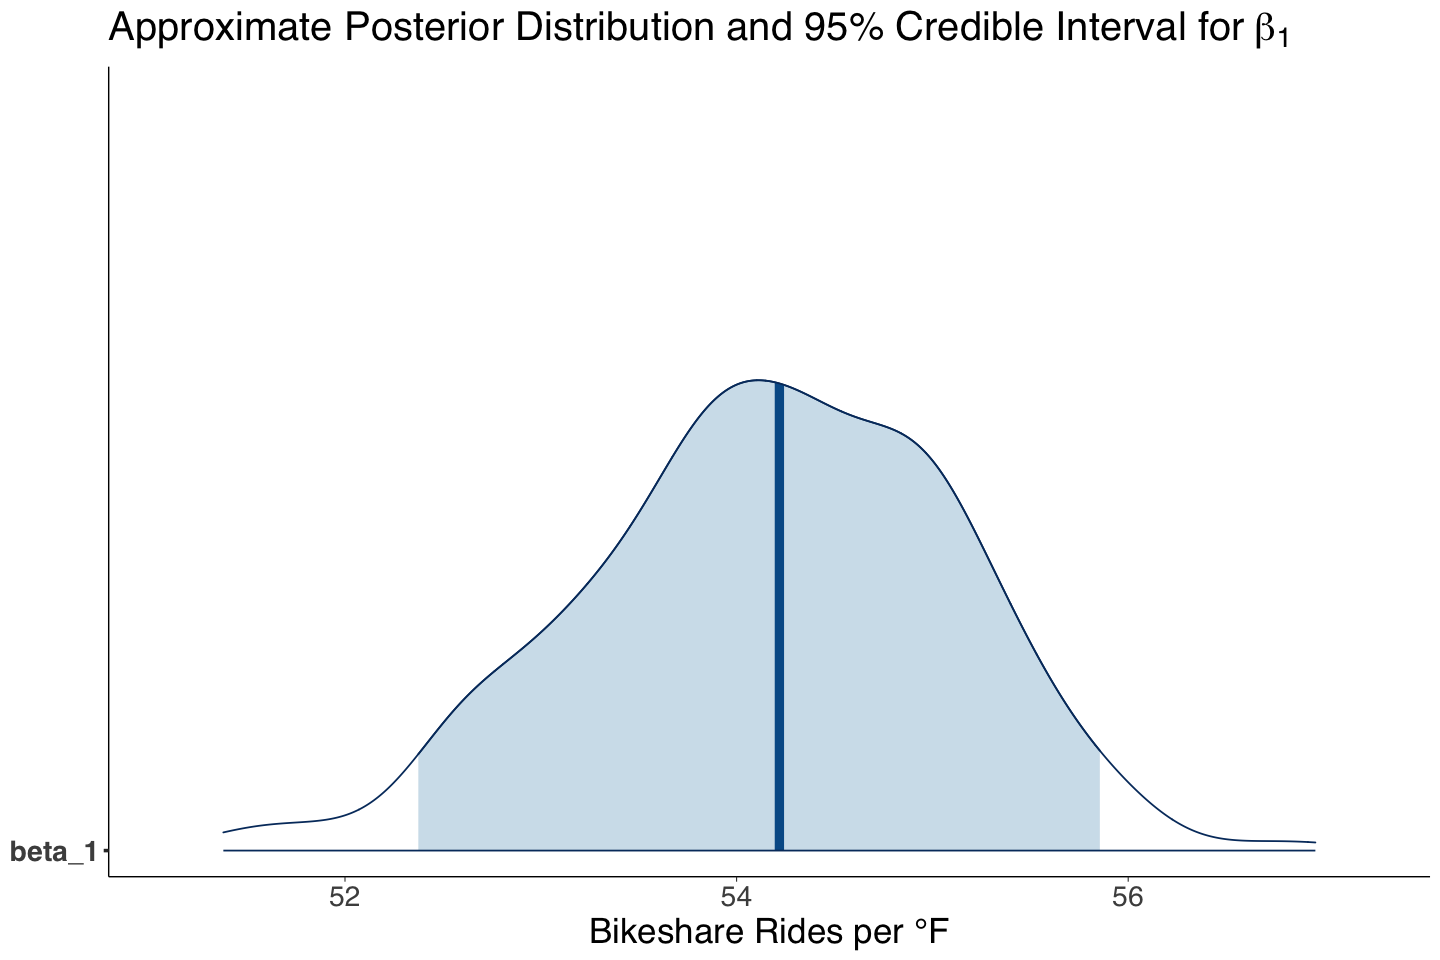 Approximate Posterior Distribution and 95% Credible Interval for β₁
beta_1
52 54 56
Bikeshare Rides per °F